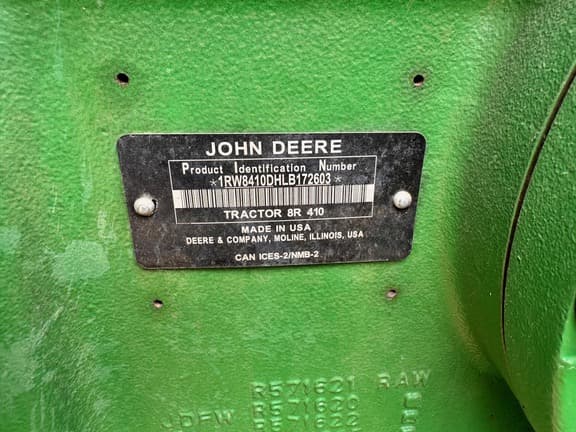 JOHN DEERE
Product Identification Number
*1RW8410DHLB172603*
TRACTOR 8R 410
MADE IN USA
DEERE & COMPANY, MOLINE, ILLINOIS, USA
CAN ICES-2/NMB-2
R571621 RAW
R571620
R571622